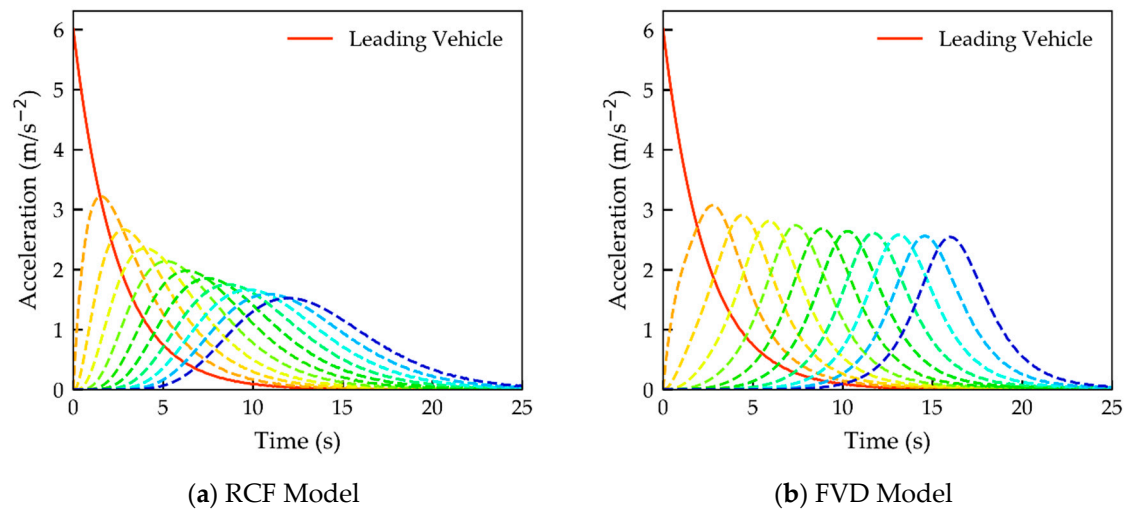 Leading Vehicle
Acceleration (m/s−2)
6
5
4
3
2
1
0
0 5 10 15 20 25
Time (s)
(a) RCF Model
Leading Vehicle
Acceleration (m/s−2)
6
5
4
3
2
1
0
0 5 10 15 20 25
Time (s)
(b) FVD Model